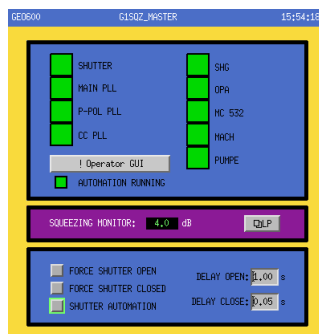 GEO600 G1SQZ_MASTER 15:54:18
SHUTTER
MAIN PLL
P-POL PLL
CC PLL
SHG
OPA
MC 532
MACH
PUMPE
! Operator GUI
AUTOMATION RUNNING
SQUEEZING MONITOR: 4.0 dB
FORCE SHUTTER OPEN
FORCE SHUTTER CLOSED
SHUTTER AUTOMATION
DELAY OPEN: 1.00 s
DELAY CLOSE: 0.05 s